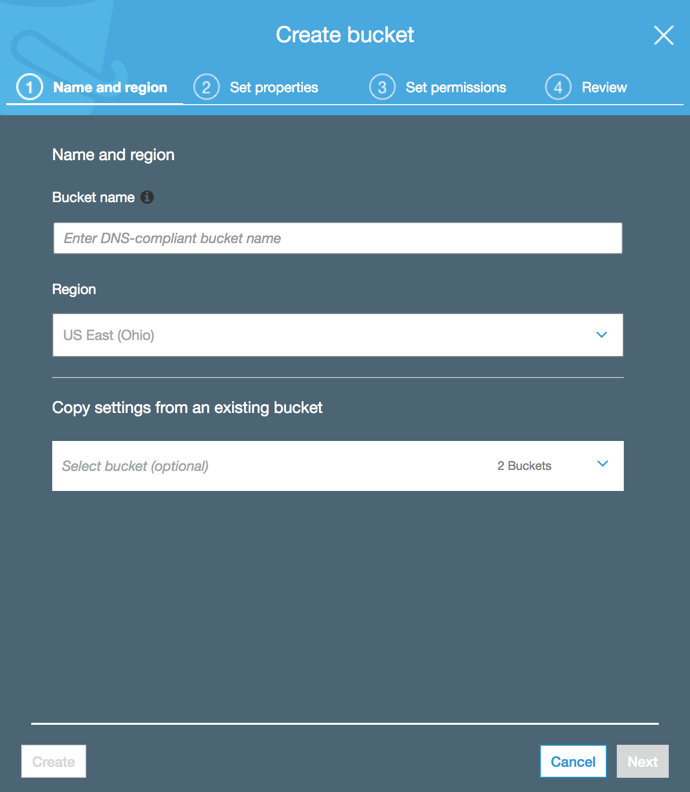 Create bucket
1 Name and region 2 Set properties 3 Set permissions 4 Review
Name and region
Bucket name
Enter DNS-compliant bucket name
Region
US East (Ohio)
Copy settings from an existing bucket
Select bucket (optional) 2 Buckets
Create Cancel Next